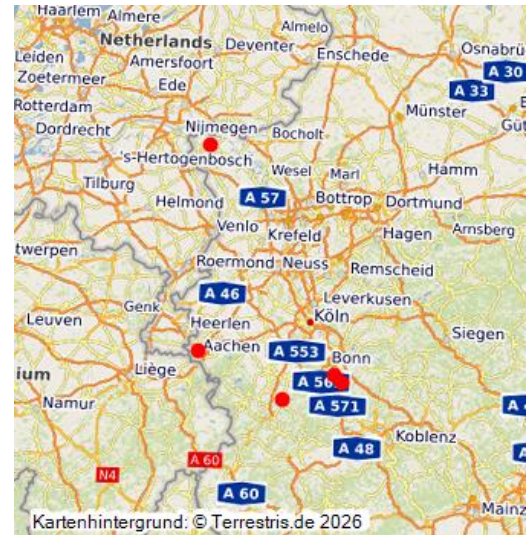 Haarlem Almere
Almelo
Netherlands
Deventer
Osnabrü
Leiden
Amersfoort
Enschede
A 30
Zoetermeer
Ede
A 33
Rotterdam
Münster
Dordrecht
Nijmegen
Bocholt
Güt
's-Hertogenbosch
Wesel
Marl
Hamm
Tilburg
A 57
Bottrop
Dortmund
Helmond
Venlo
Krefeld
Hagen
Arnsberg
twerpen
Roermond
Neuss
Remscheid
A 46
Leverkusen
Genk
Heerlen
Köln
Leuven
Siegen
Aachen
A 553
Bonn
Liège
A 56
ium
A 571
Namur
A 4
Koblenz
A 48
A 60
N4
A 60
A
Mainz
Kartenhintergrund: © Terrestris.de 2026